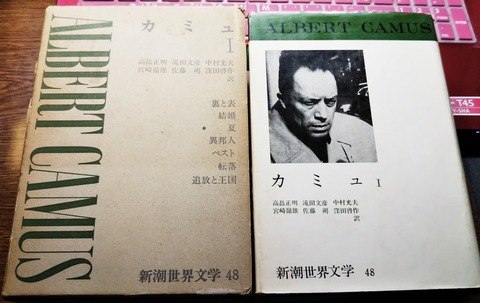 ALBERT CAMUS
カミュ
I
高畠正明 滝田文彦 中村光夫
宮崎嶺雄 佐藤 朔 窪田啓作
訳
裏と表
結婚
夏
異邦人
ペスト
転落
追放と王国
新潮世界文学 48
ALBERT CAMUS
カミュ I
高畠正明 滝田文彦 中村光夫
宮崎嶺雄 佐藤 朔 窪田啓作
訳
新潮世界文学 48
T45